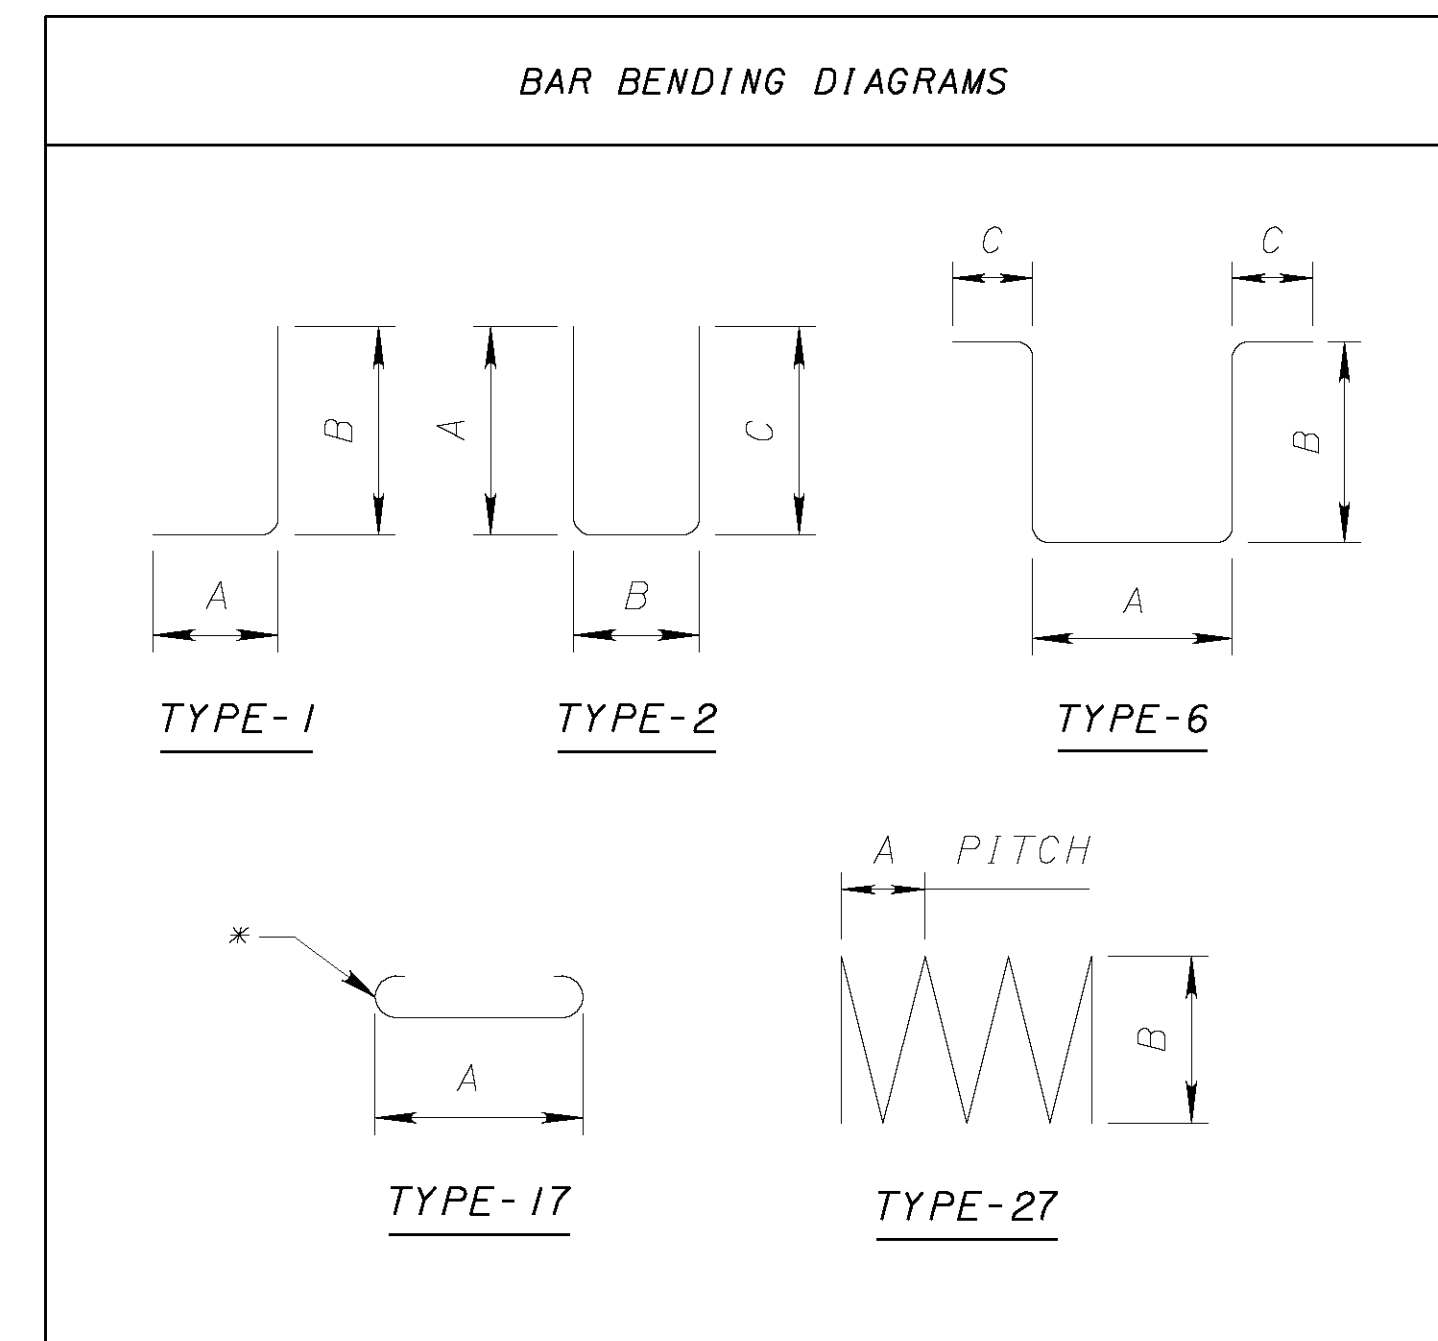 BAR BENDING DIAGRAMS
C C
B A C B
A B A
TYPE-1 TYPE-2 TYPE-6
A PITCH
*
B
A
TYPE-17 TYPE-27